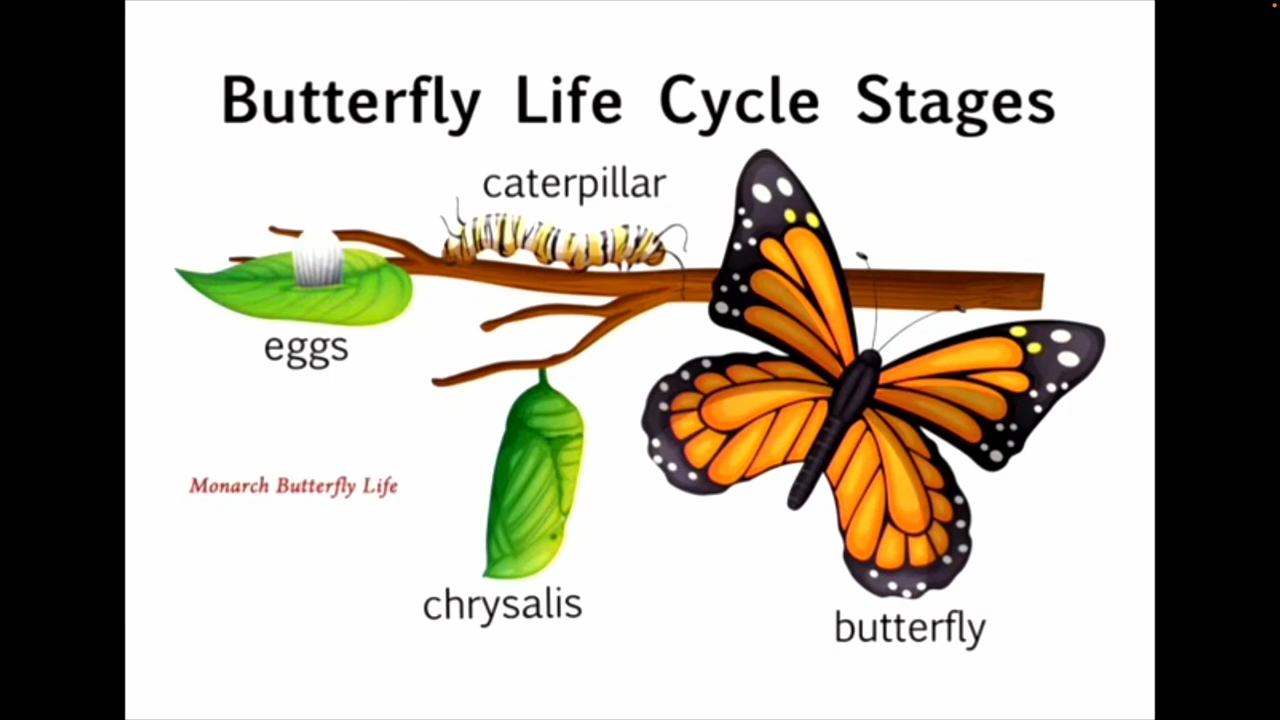 Butterfly Life Cycle Stages
caterpillar
eggs
Monarch Butterfly Life
chrysalis
butterfly